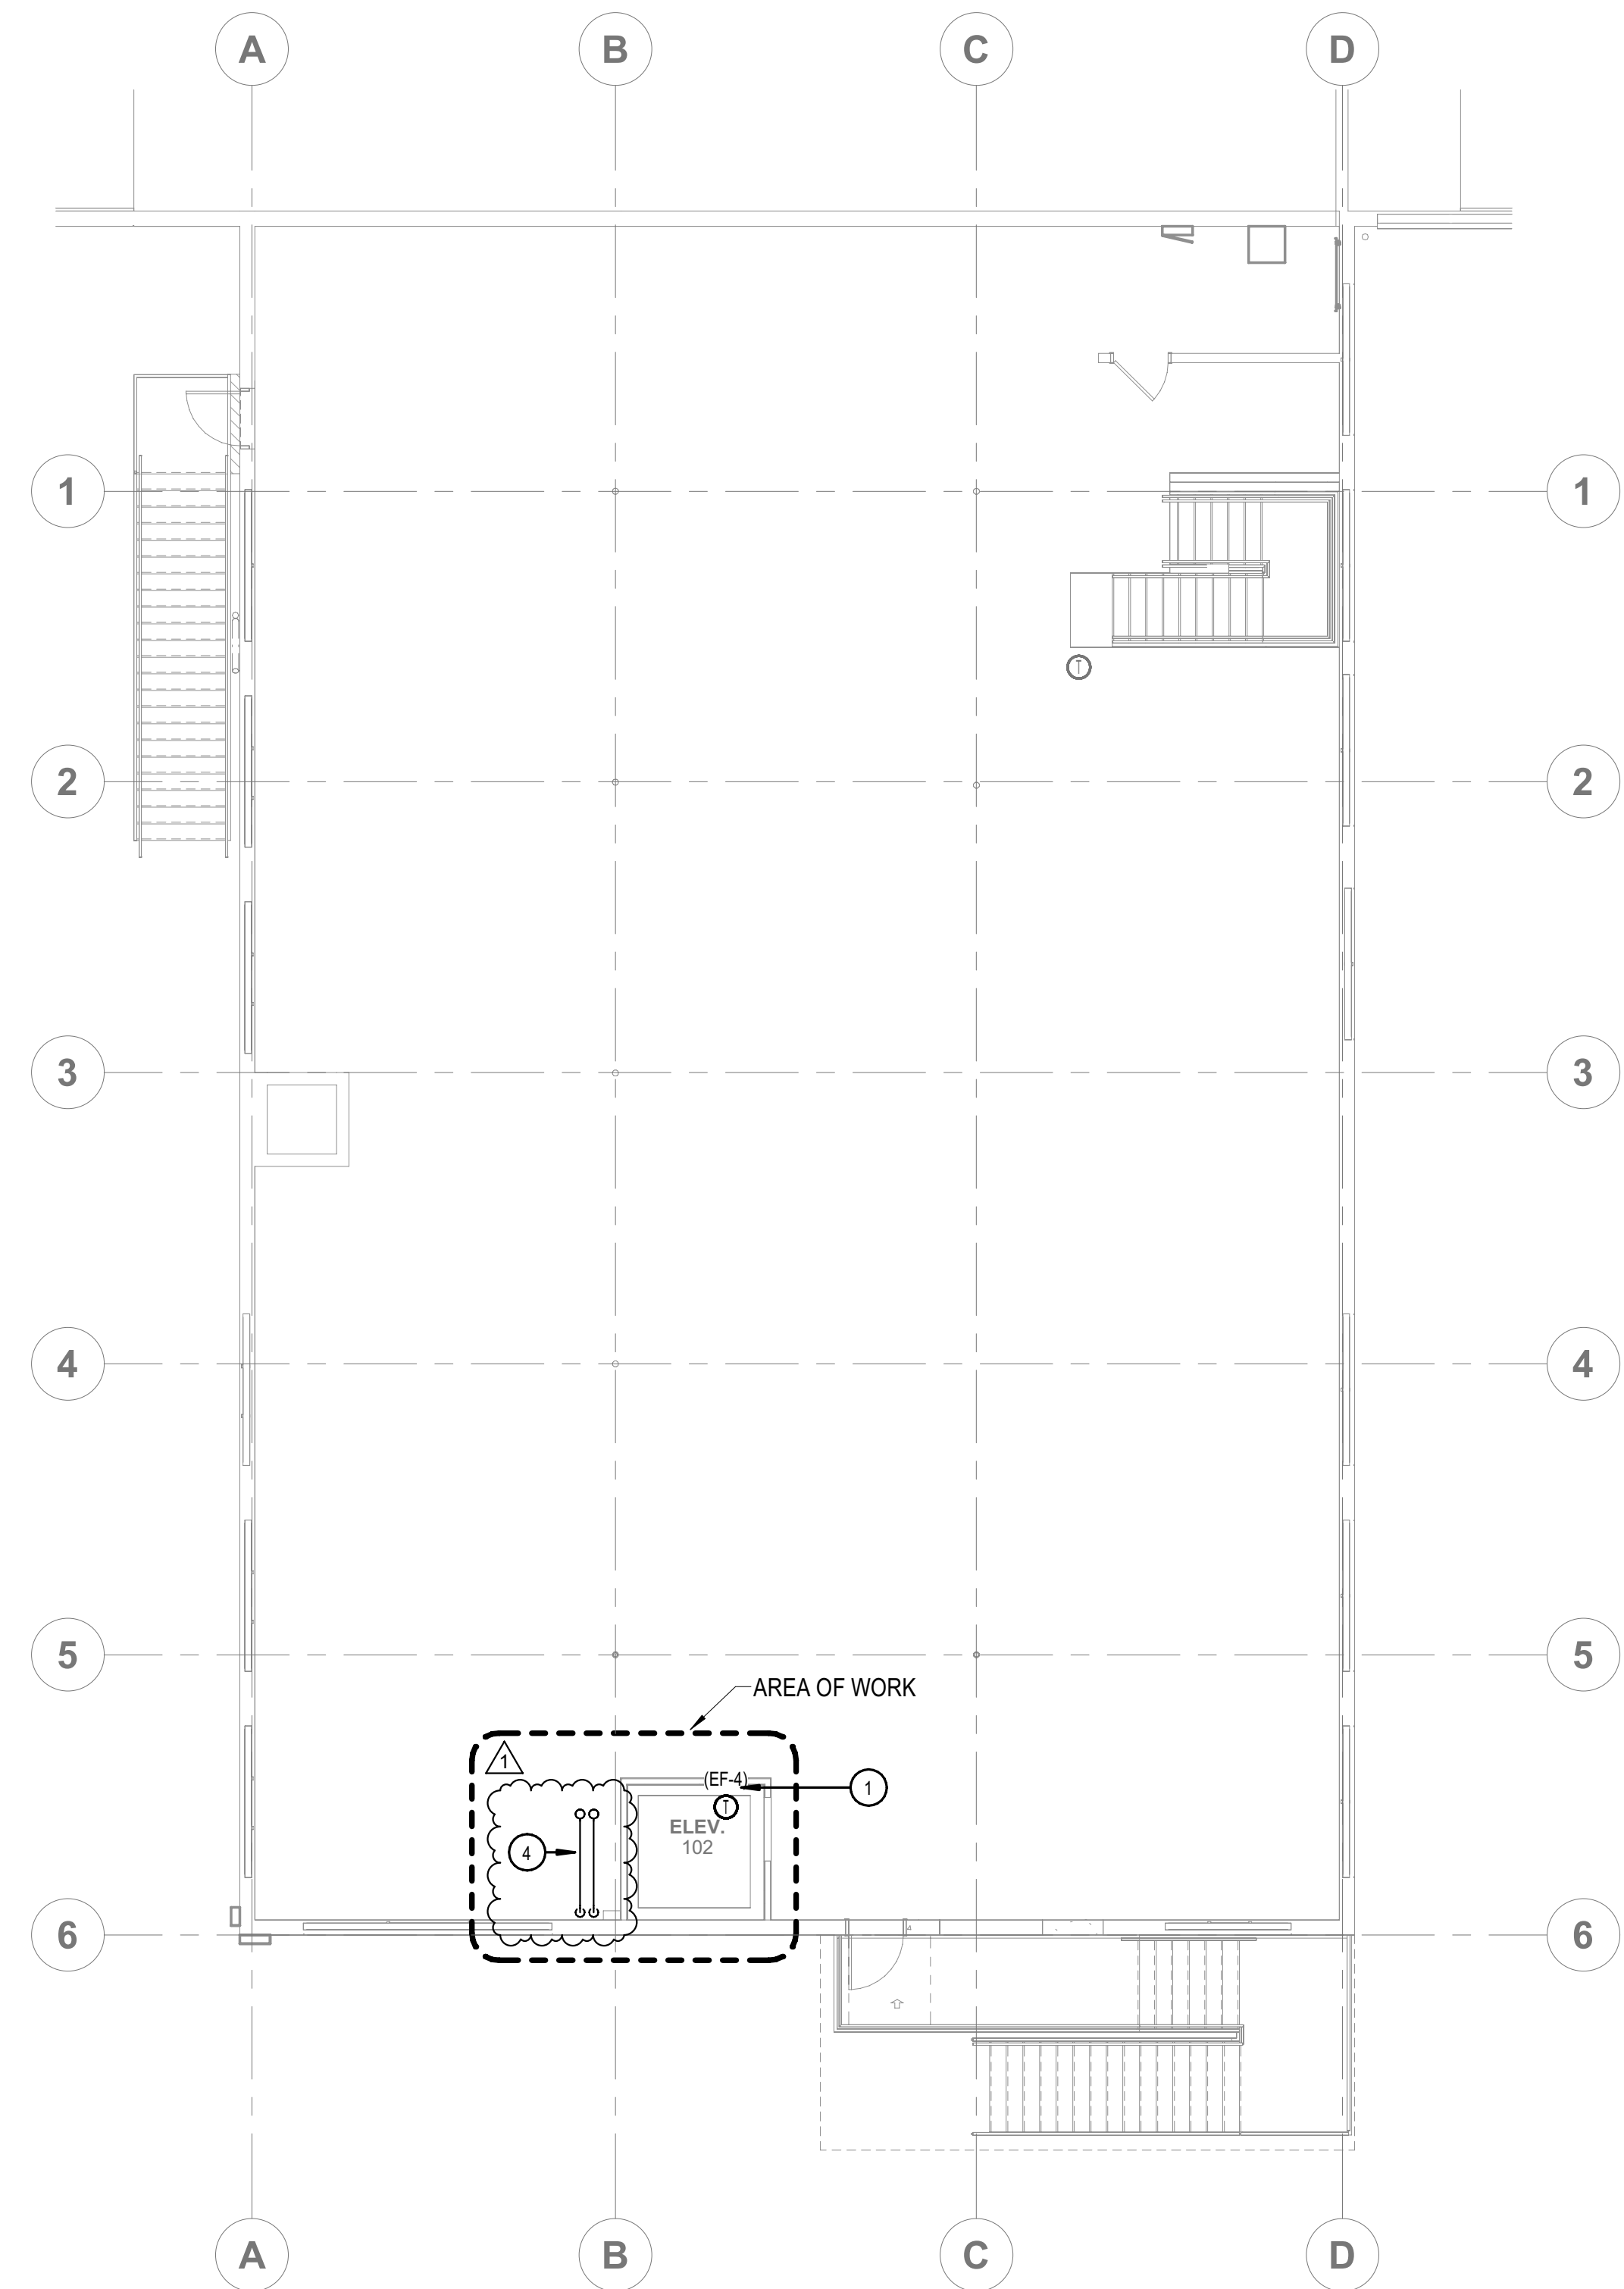 A B C D
1 1
T
2 2
3 3
4 4
5 5
AREA OF WORK
1
(EF-4) 1
T
ELEV.
102
4
6 6
A B C D